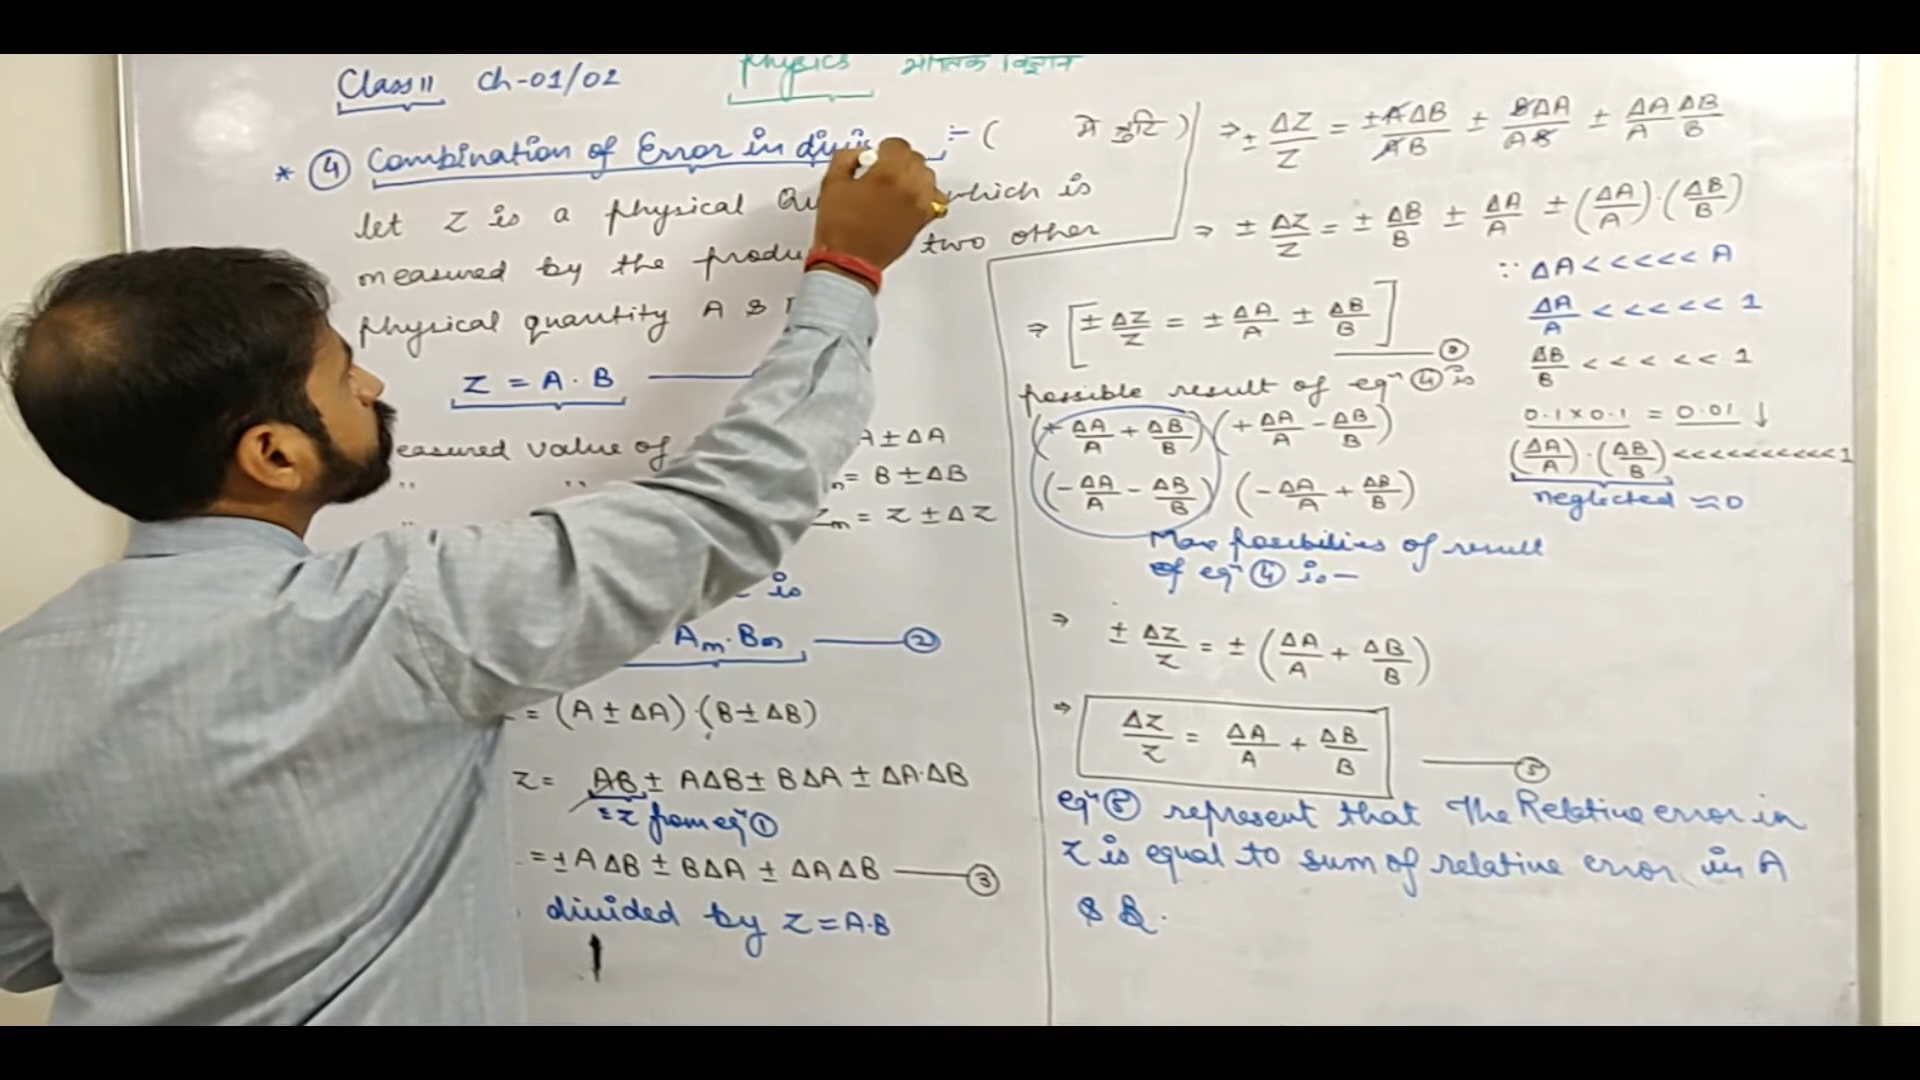 Class 11 Ch-01/02
Physics भौतिक विज्ञान
* ④ Combination of Error in :- ( में त्रुटि )
let Z is a physical which is
measured by the two other
physical quantity A &
Z = A · B
easured value of A ± ΔA
" " = B ± ΔB
" m = Z ± ΔZ
is
Am · Bm ——— ②
= (A ± ΔA) · (B ± ΔB)
Z = AB ± AΔB ± BΔA ± ΔA·ΔB
= Z from eqⁿ ①
= ± AΔB ± BΔA ± ΔAΔB ——— ③
divided by Z = A·B
⇒ ± ΔZ/Z = ± AΔB/AB ± BΔA/AB ± ΔA/A ΔB/B
⇒ ± ΔZ/Z = ± ΔB/B ± ΔA/A ± (ΔA/A)·(ΔB/B)
∵ ΔA <<<<< A
ΔA/A <<<<< 1
ΔB/B <<<<< 1
0.1 × 0.1 = 0.01 ↓
(ΔA/A)·(ΔB/B) <<<<<<<<<< 1
neglected ≈ 0
⇒ [± ΔZ/Z = ± ΔA/A ± ΔB/B]
possible result of eqⁿ ④ is
(+ ΔA/A + ΔB/B) (+ ΔA/A - ΔB/B)
(- ΔA/A - ΔB/B) (- ΔA/A + ΔB/B)
Max posibilies of result
of eqⁿ ④ is -
⇒ ± ΔZ/Z = ± (ΔA/A + ΔB/B)
⇒ ΔZ/Z = ΔA/A + ΔB/B ——— ⑤
eqⁿ ⑤ represent that The Relative error in
Z is equal to sum of relative error in A
& B.